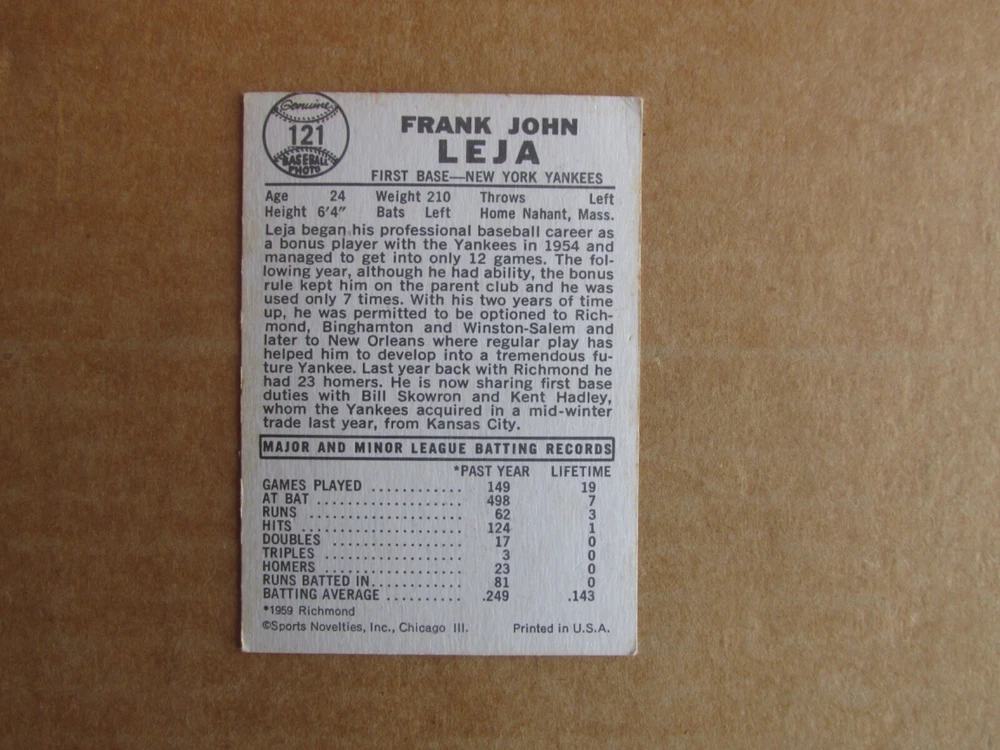 Genuine
121
BASEBALL
PHOTO
FRANK JOHN
LEJA
FIRST BASE—NEW YORK YANKEES
Age 24 Weight 210 Throws Left
Height 6'4" Bats Left Home Nahant, Mass.
Leja began his professional baseball career as
a bonus player with the Yankees in 1954 and
managed to get into only 12 games. The fol-
lowing year, although he had ability, the bonus
rule kept him on the parent club and he was
used only 7 times. With his two years of time
up, he was permitted to be optioned to Rich-
mond, Binghamton and Winston-Salem and
later to New Orleans where regular play has
helped him to develop into a tremendous fu-
ture Yankee. Last year back with Richmond he
had 23 homers. He is now sharing first base
duties with Bill Skowron and Kent Hadley,
whom the Yankees acquired in a mid-winter
trade last year, from Kansas City.
MAJOR AND MINOR LEAGUE BATTING RECORDS
*PAST YEAR LIFETIME
GAMES PLAYED ............ 149 19
AT BAT ................... 498 7
RUNS .................... 62 3
HITS ..................... 124 1
DOUBLES ................. 17 0
TRIPLES .................. 3 0
HOMERS .................. 23 0
RUNS BATTED IN............ 81 0
BATTING AVERAGE .......... .249 .143
*1959 Richmond
©Sports Novelties, Inc., Chicago Ill. Printed in U.S.A.